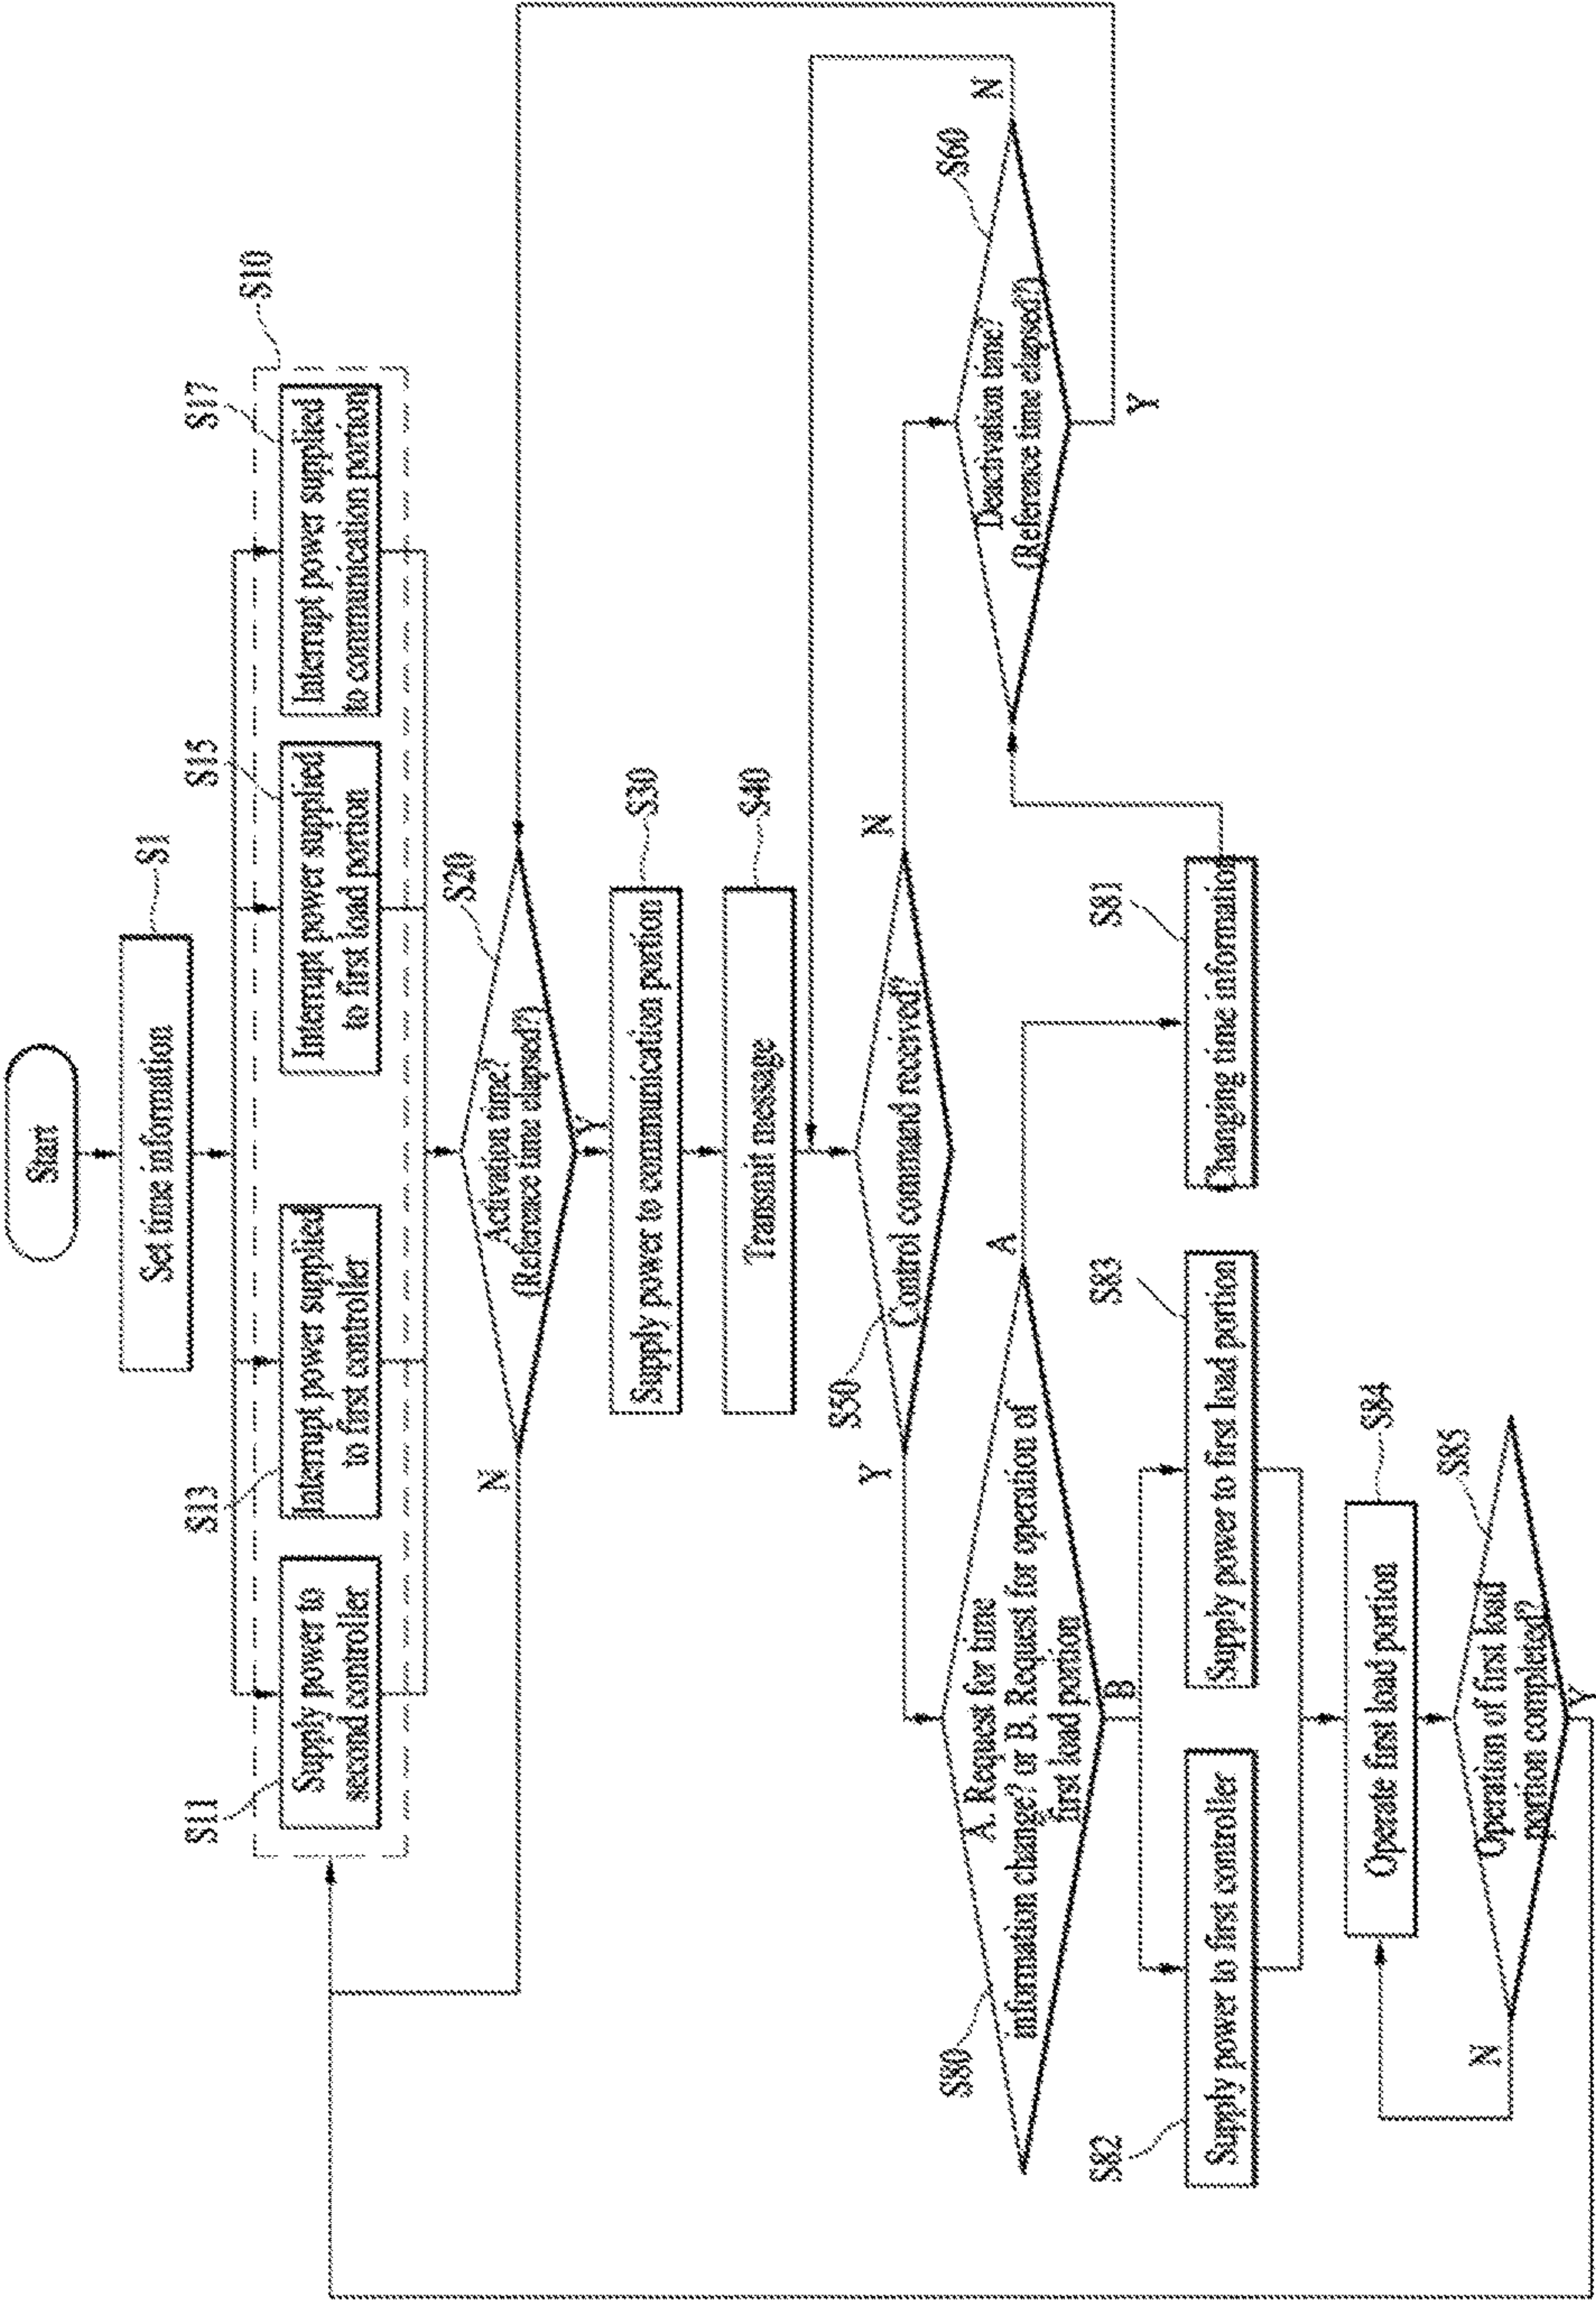 Start
Set time information
S1
S10
S11
Supply power to
second controller
S13
Interrupt power supplied
to first controller
S15
Interrupt power supplied
to first load portion
S17
Interrupt power supplied
to communication portion
S20
Activation time?
(Reference time elapsed?)
N
Y
Supply power to communication portion
S30
Transmit message
S40
S50
Control command received?
Y
N
S60
Deactivation time?
(Reference time elapsed?)
N
Y
S80
A. Request for time
information change? or B. Request for operation of
first load portion
A
B
S81
Changing time information
S82
Supply power to first controller
S83
Supply power to first load portion
S84
Operate first load portion
S85
Operation of first load
portion completed?
N
Y